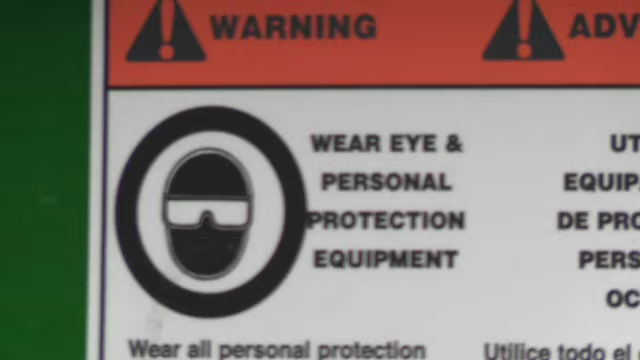 WARNING
WEAR EYE &
PERSONAL
PROTECTION
EQUIPMENT
Wear all personal protection
ADV
UT
EQUIP
DE PRO
PERS
OC
Utilice todo el